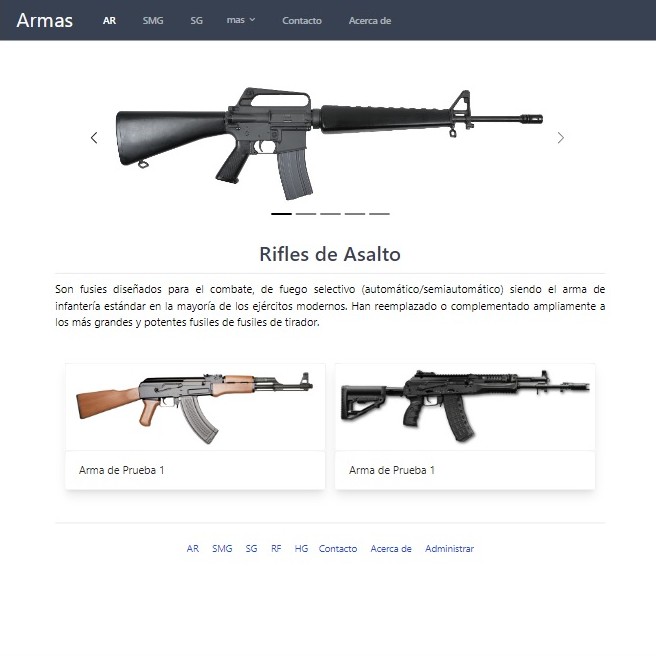 Armas AR SMG SG mas Contacto Acerca de
Rifles de Asalto
Son fusies diseñados para el combate, de fuego selectivo (automático/semiautomático) siendo el arma de
infantería estándar en la mayoría de los ejércitos modernos. Han reemplazado o complementado ampliamente a
los más grandes y potentes fusiles de fusiles de tirador.
Arma de Prueba 1 Arma de Prueba 1
AR SMG SG RF HG Contacto Acerca de Administrar